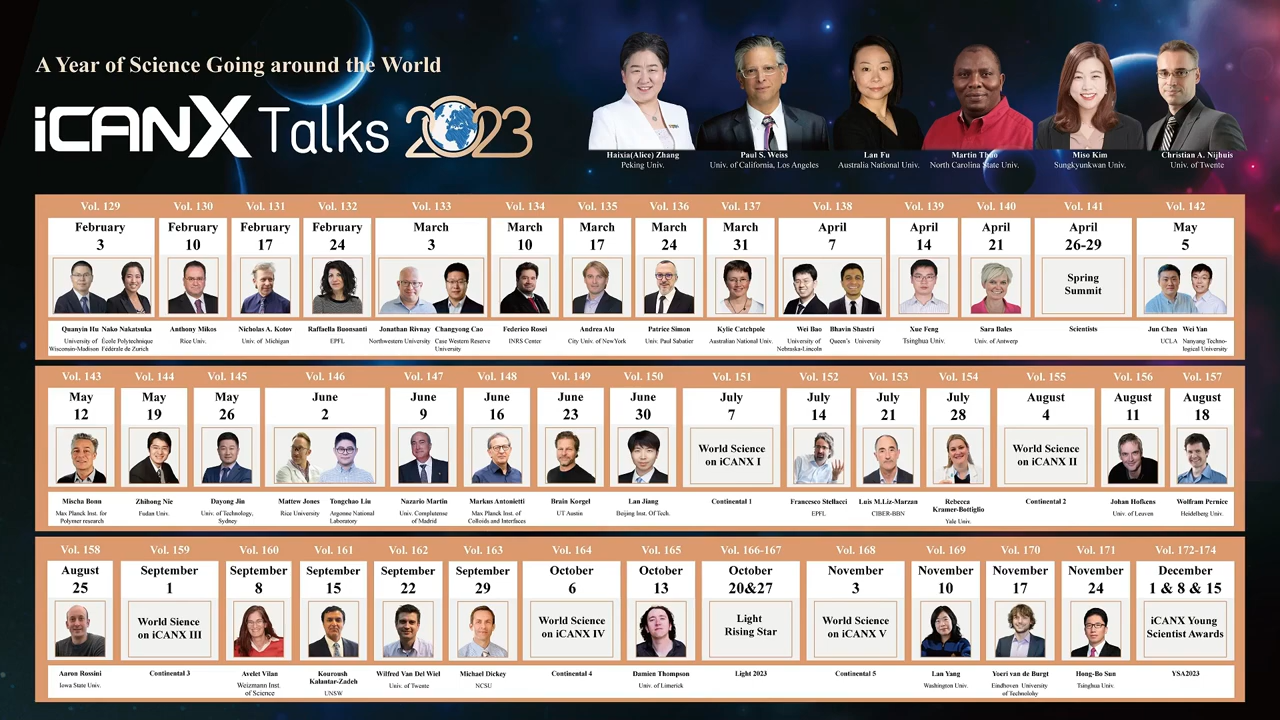 A Year of Science Going around the World
iCANX Talks 2023
Haixia(Alice) Zhang
Peking Univ.
Paul S. Weiss
Univ. of California, Los Angeles
Lan Fu
Australia National Univ.
Martin Thuo
North Carolina State Univ.
Miso Kim
Sungkyunkwan Univ.
Christian A. Nijhuis
Univ. of Twente
Vol. 129 Vol. 130 Vol. 131 Vol. 132 Vol. 133 Vol. 134 Vol. 135 Vol. 136 Vol. 137 Vol. 138 Vol. 139 Vol. 140 Vol. 141 Vol. 142
February February February February March March March March March April April April April May
3 10 17 24 3 10 17 24 31 7 14 21 26-29 5
Spring
Summit
Quanyin Hu Nako Nakatsuka Anthony Mikos Nicholas A. Kotov Raffaella Buonsanti Jonathan Rivnay Changyong Cao Federico Rosei Andrea Alu Patrice Simon Kylie Catchpole Wei Bao Bhavin Shastri Xue Feng Sara Bales Scientists Jun Chen Wei Yan
University of École Polytechnique Rice Univ. Univ. of Michigan EPFL Northwestern University Case Western Reserve INRS Center City Univ. of NewYork Univ. Paul Sabatier Australian National Univ. University of Queen's University Tsinghua Univ. Univ. of Antwerp UCLA Nanyang Techno-
Wisconsin-Madison Fédérale de Zurich University Nebraska-Lincoln logical University
Vol. 143 Vol. 144 Vol. 145 Vol. 146 Vol. 147 Vol. 148 Vol. 149 Vol. 150 Vol. 151 Vol. 152 Vol. 153 Vol. 154 Vol. 155 Vol. 156 Vol. 157
May May May June June June June June July July July July August August August
12 19 26 2 9 16 23 30 7 14 21 28 4 11 18
World Science World Science
on iCANX I on iCANX II
Mischa Bonn Zhihong Nie Dayong Jin Mattew Jones Tongchao Liu Nazario Martin Markus Antonietti Brain Korgel Lan Jiang Continental 1 Francesco Stellacci Luis M.Liz-Marzan Rebecca Continental 2 Johan Hofkens Wolfram Pernice
Kramer-Bottiglio
Max Planck Inst. for Fudan Univ. Univ. of Technology, Rice University Argonne National Univ. Complutense Max Planck Inst. of UT Austin Beijing Inst. Of Tech. EPFL CIBER-BBN Yale Univ. Univ. of Leuven Heidelberg Univ.
Polymer research Sydney Laboratory of Madrid Colloids and Interfaces
Vol. 158 Vol. 159 Vol. 160 Vol. 161 Vol. 162 Vol. 163 Vol. 164 Vol. 165 Vol. 166-167 Vol. 168 Vol. 169 Vol. 170 Vol. 171 Vol. 172-174
August September September September September September October October October November November November November December
25 1 8 15 22 29 6 13 20&27 3 10 17 24 1 & 8 & 15
World Sience World Science Light World Science iCANX Young
on iCANX III on iCANX IV Rising Star on iCANX V Scientist Awards
Aaron Rossini Continental 3 Avelet Vilan Kouroush Wilfred Van Del Wiel Michael Dickey Continental 4 Damien Thompson Light 2023 Continental 5 Lan Yang Yoeri van de Burgt Hong-Bo Sun YSA2023
Kalantar-Zadeh
Iowa State Univ. Weizmann Inst. UNSW Univ. of Twente NCSU Univ. of Limerick Washington Univ. Eindhoven University Tsinghua Univ.
of Science of Technololgy